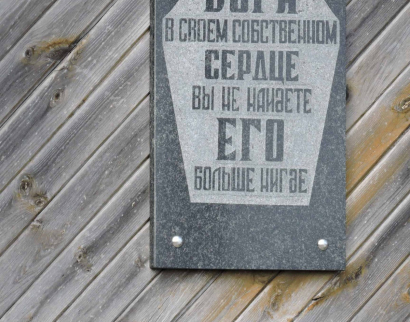 В СВОЕМ СОБСТВЕННОМ
СЕРДЦЕ
ВЫ НЕ НАЙДЕТЕ
ЕГО
БОЛЬШЕ НИГДЕ